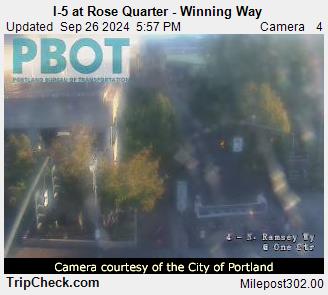 I-5 at Rose Quarter - Winning Way
Updated Sep 26 2024 5:57 PM Camera 4
PBOT
PORTLAND BUREAU OF TRANSPORTATION
4 - N. Ramsey Wy
@ One Ctr
Camera courtesy of the City of Portland
TripCheck.com Milepost302.00